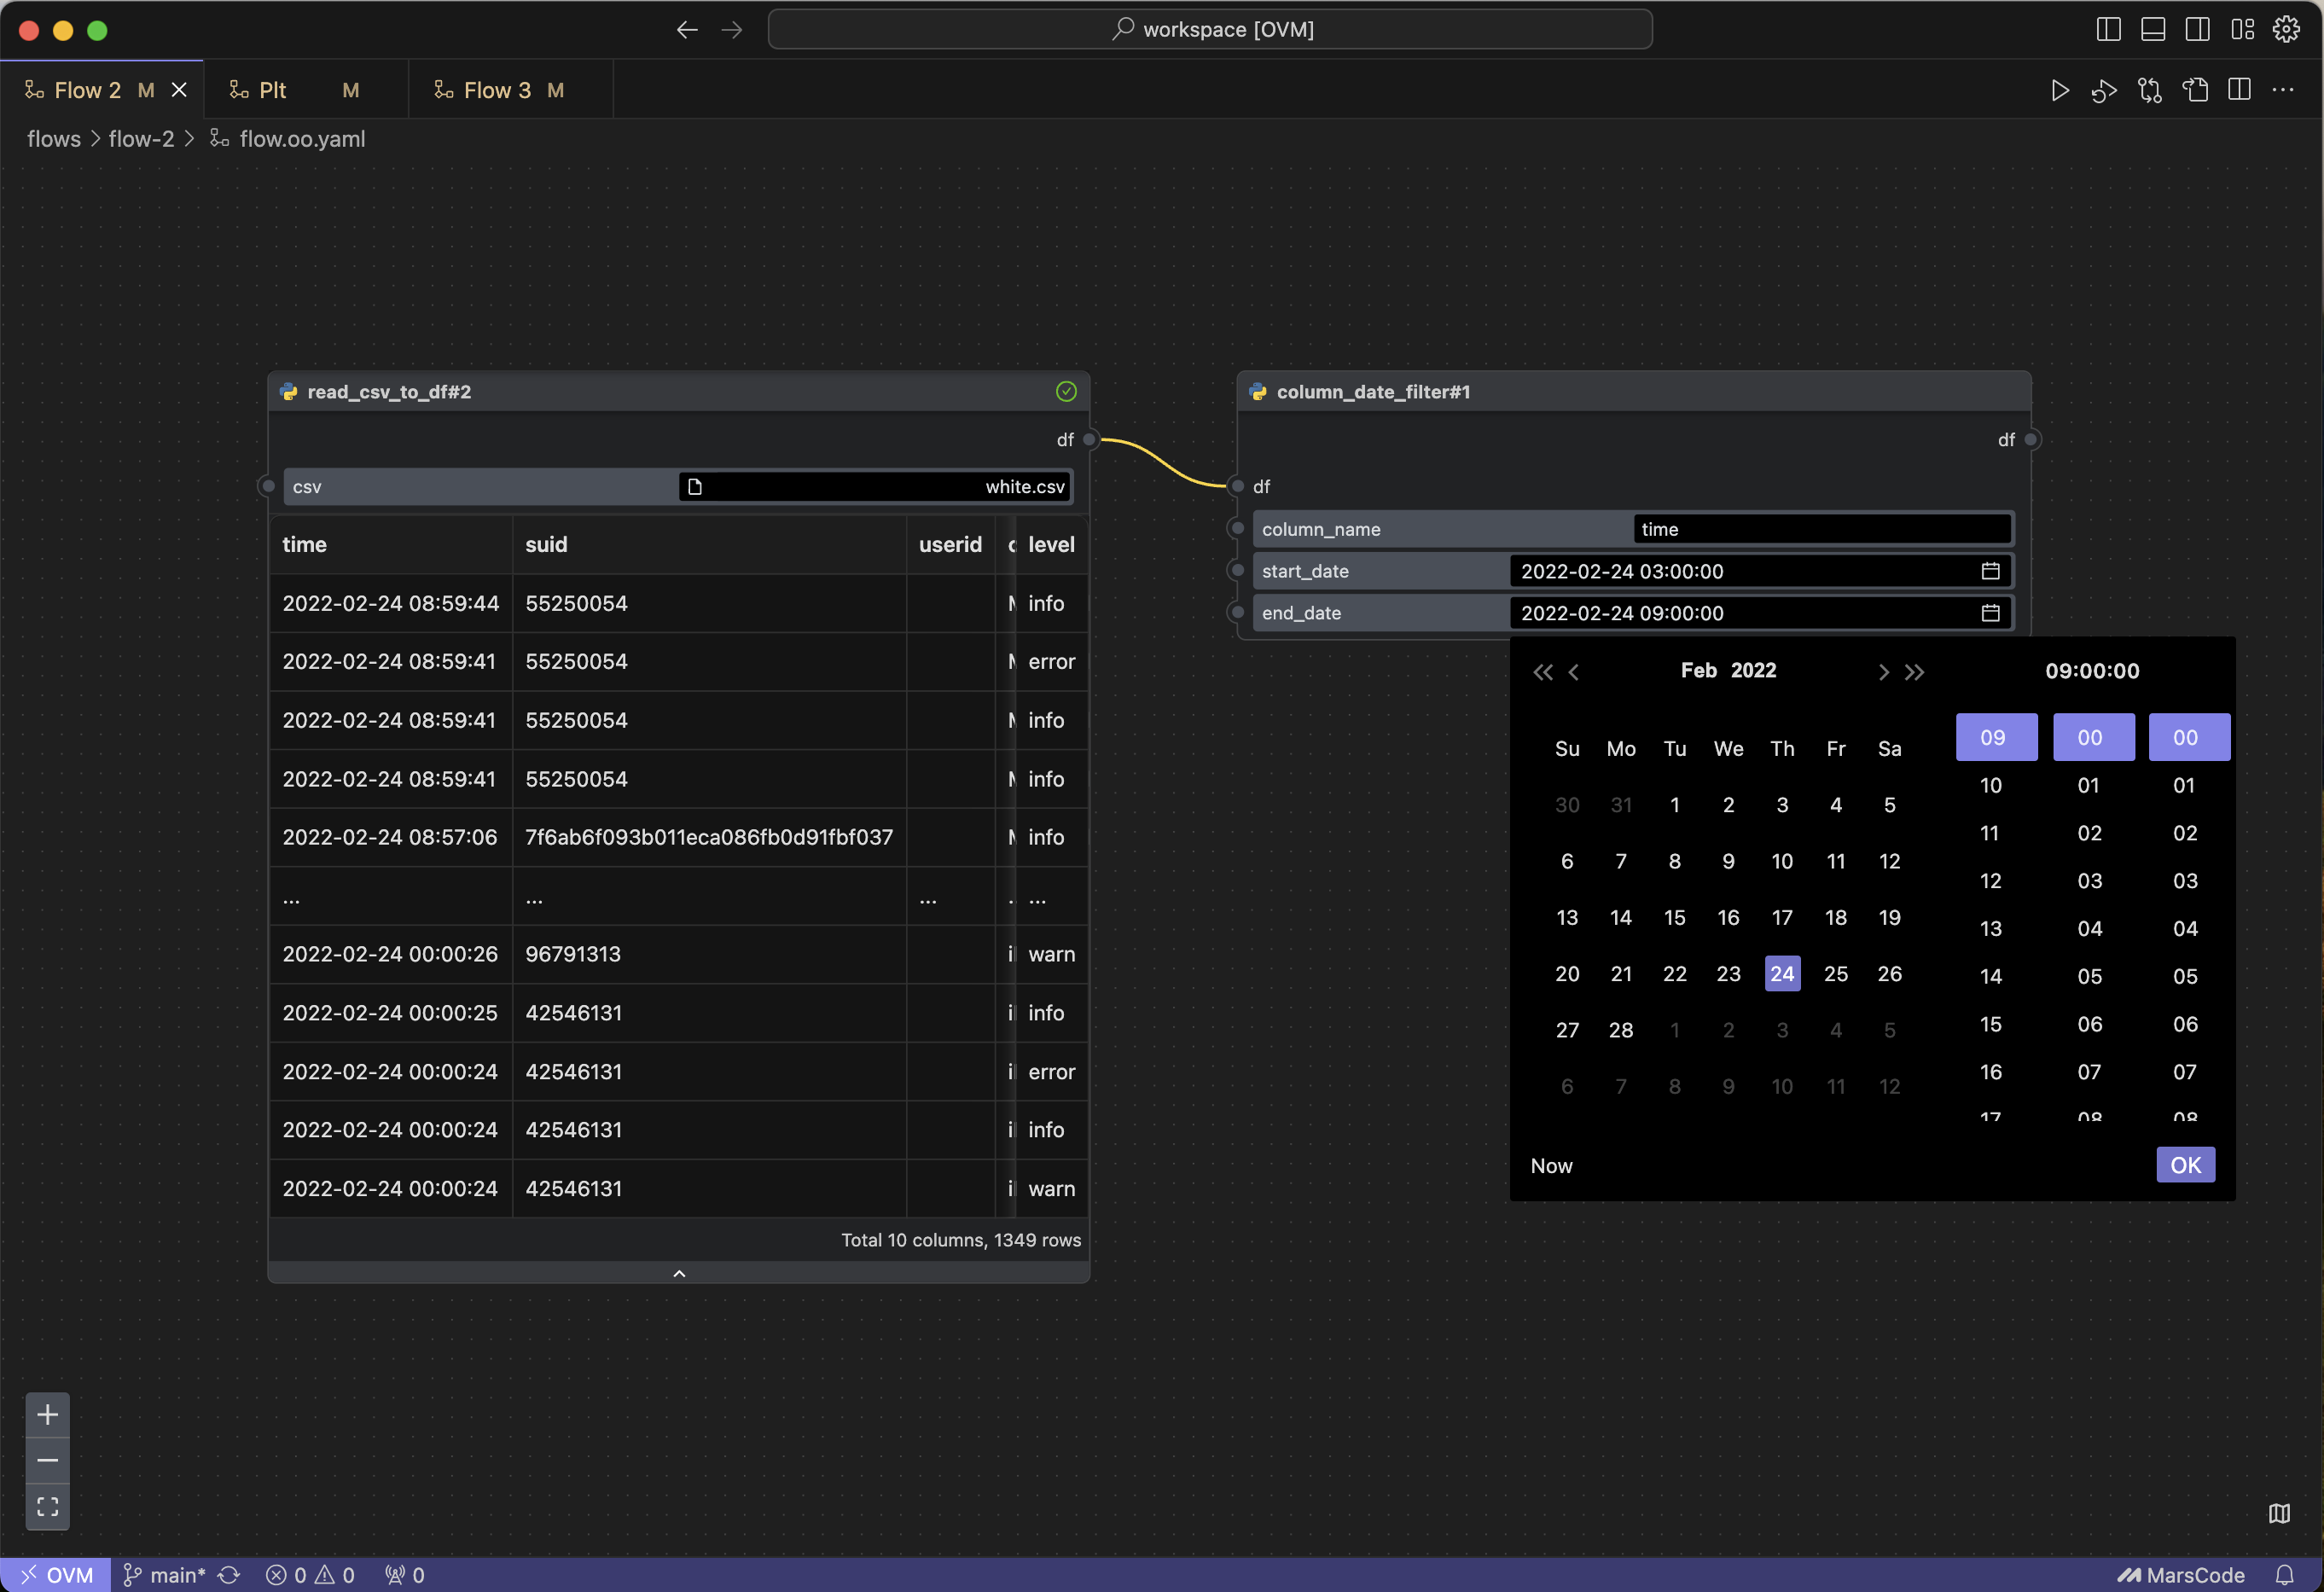 workspace [OVM]
Flow 2 M
Plt M
Flow 3 M
flows > flow-2 > flow.oo.yaml
read_csv_to_df#2
df
csv white.csv
time suid userid level
2022-02-24 08:59:44 55250054 info
2022-02-24 08:59:41 55250054 error
2022-02-24 08:59:41 55250054 info
2022-02-24 08:59:41 55250054 info
2022-02-24 08:57:06 7f6ab6f093b011eca086fb0d91fbf037 info
... ... ... ...
2022-02-24 00:00:26 96791313 warn
2022-02-24 00:00:25 42546131 info
2022-02-24 00:00:24 42546131 error
2022-02-24 00:00:24 42546131 info
2022-02-24 00:00:24 42546131 warn
Total 10 columns, 1349 rows
column_date_filter#1
df
df
column_name time
start_date 2022-02-24 03:00:00
end_date 2022-02-24 09:00:00
Feb 2022
Su Mo Tu We Th Fr Sa
30 31 1 2 3 4 5
6 7 8 9 10 11 12
13 14 15 16 17 18 19
20 21 22 23 24 25 26
27 28 1 2 3 4 5
6 7 8 9 10 11 12
09:00:00
09 00 00
10 01 01
11 02 02
12 03 03
13 04 04
14 05 05
15 06 06
16 07 07
17 08 08
Now
OK
OVM main* 0 0 0
MarsCode